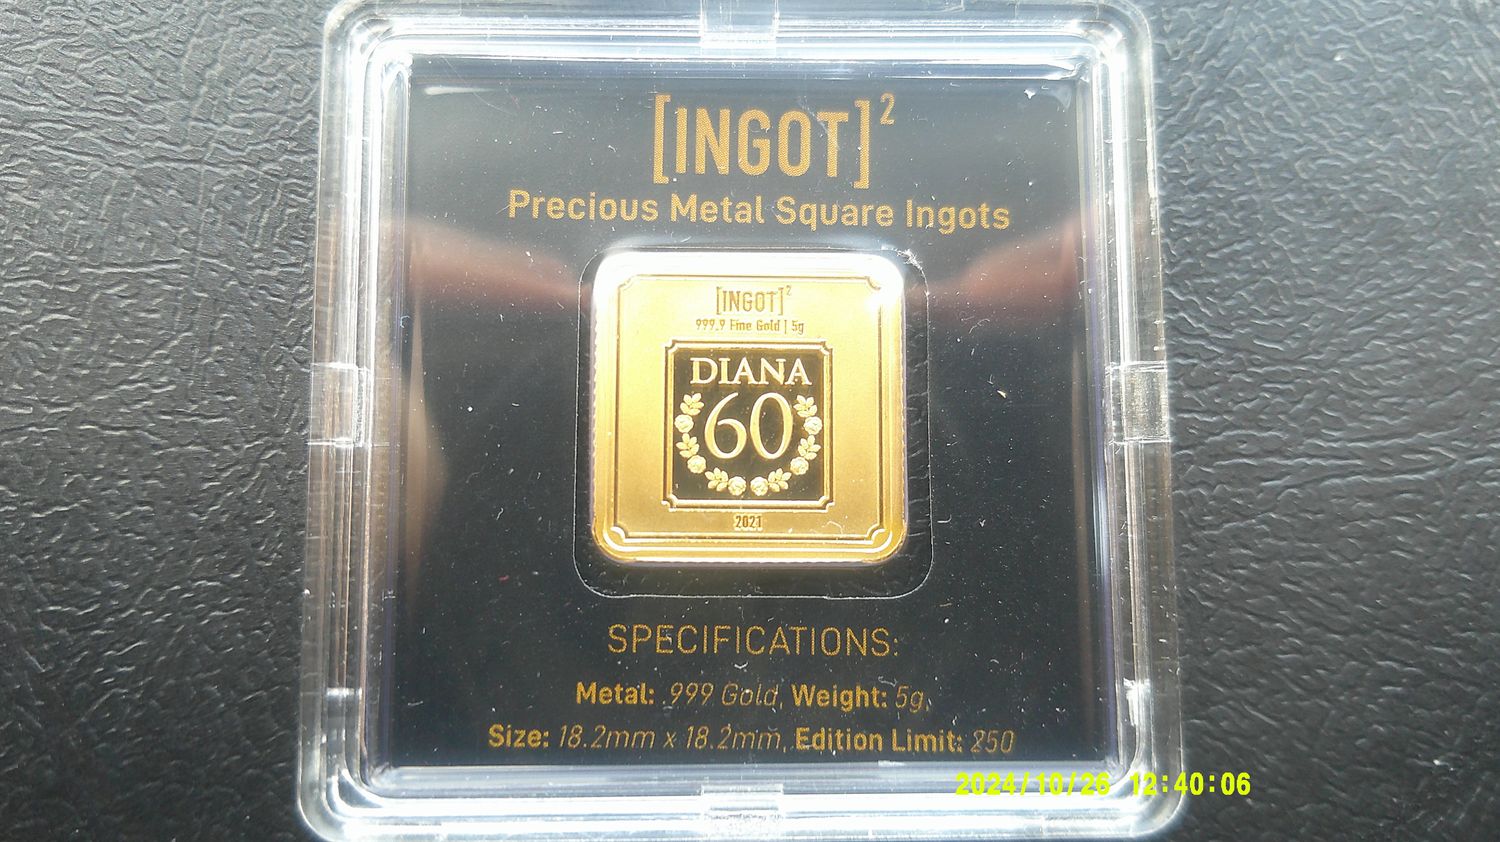 [INGOT]²
Precious Metal Square Ingots
[INGOT]²
999.9 Fine Gold | 5g
DIANA
60
2021
SPECIFICATIONS:
Metal: .999 Gold, Weight: 5g,
Size: 18.2mm x 18.2mm, Edition Limit: 250
2024/10/26 12:40:06